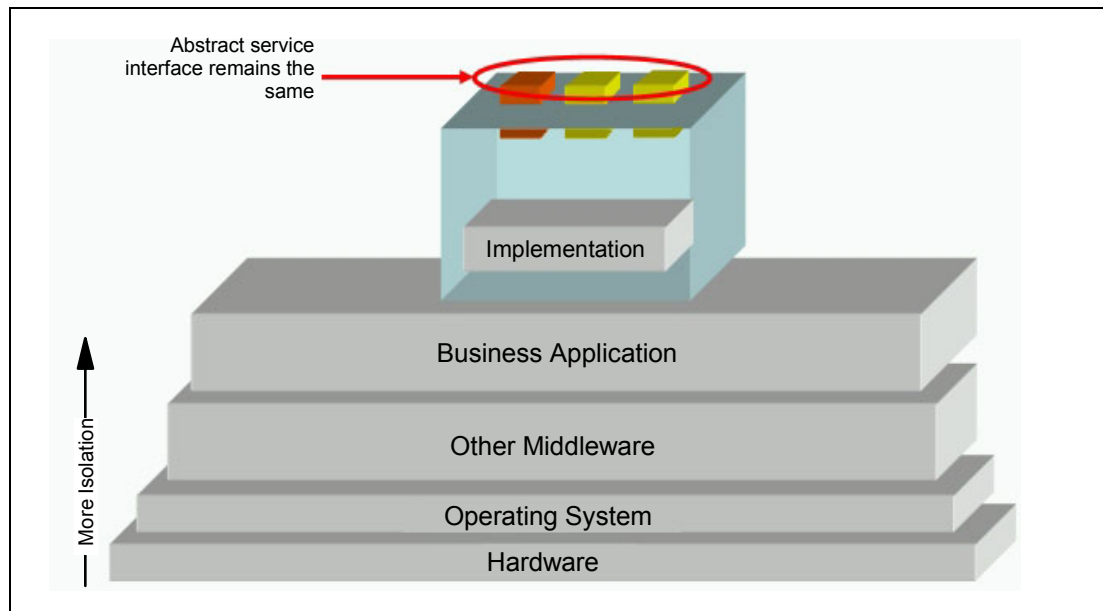 Abstract service
interface remains the
same
Implementation
Business Application
Other Middleware
Operating System
Hardware
More Isolation